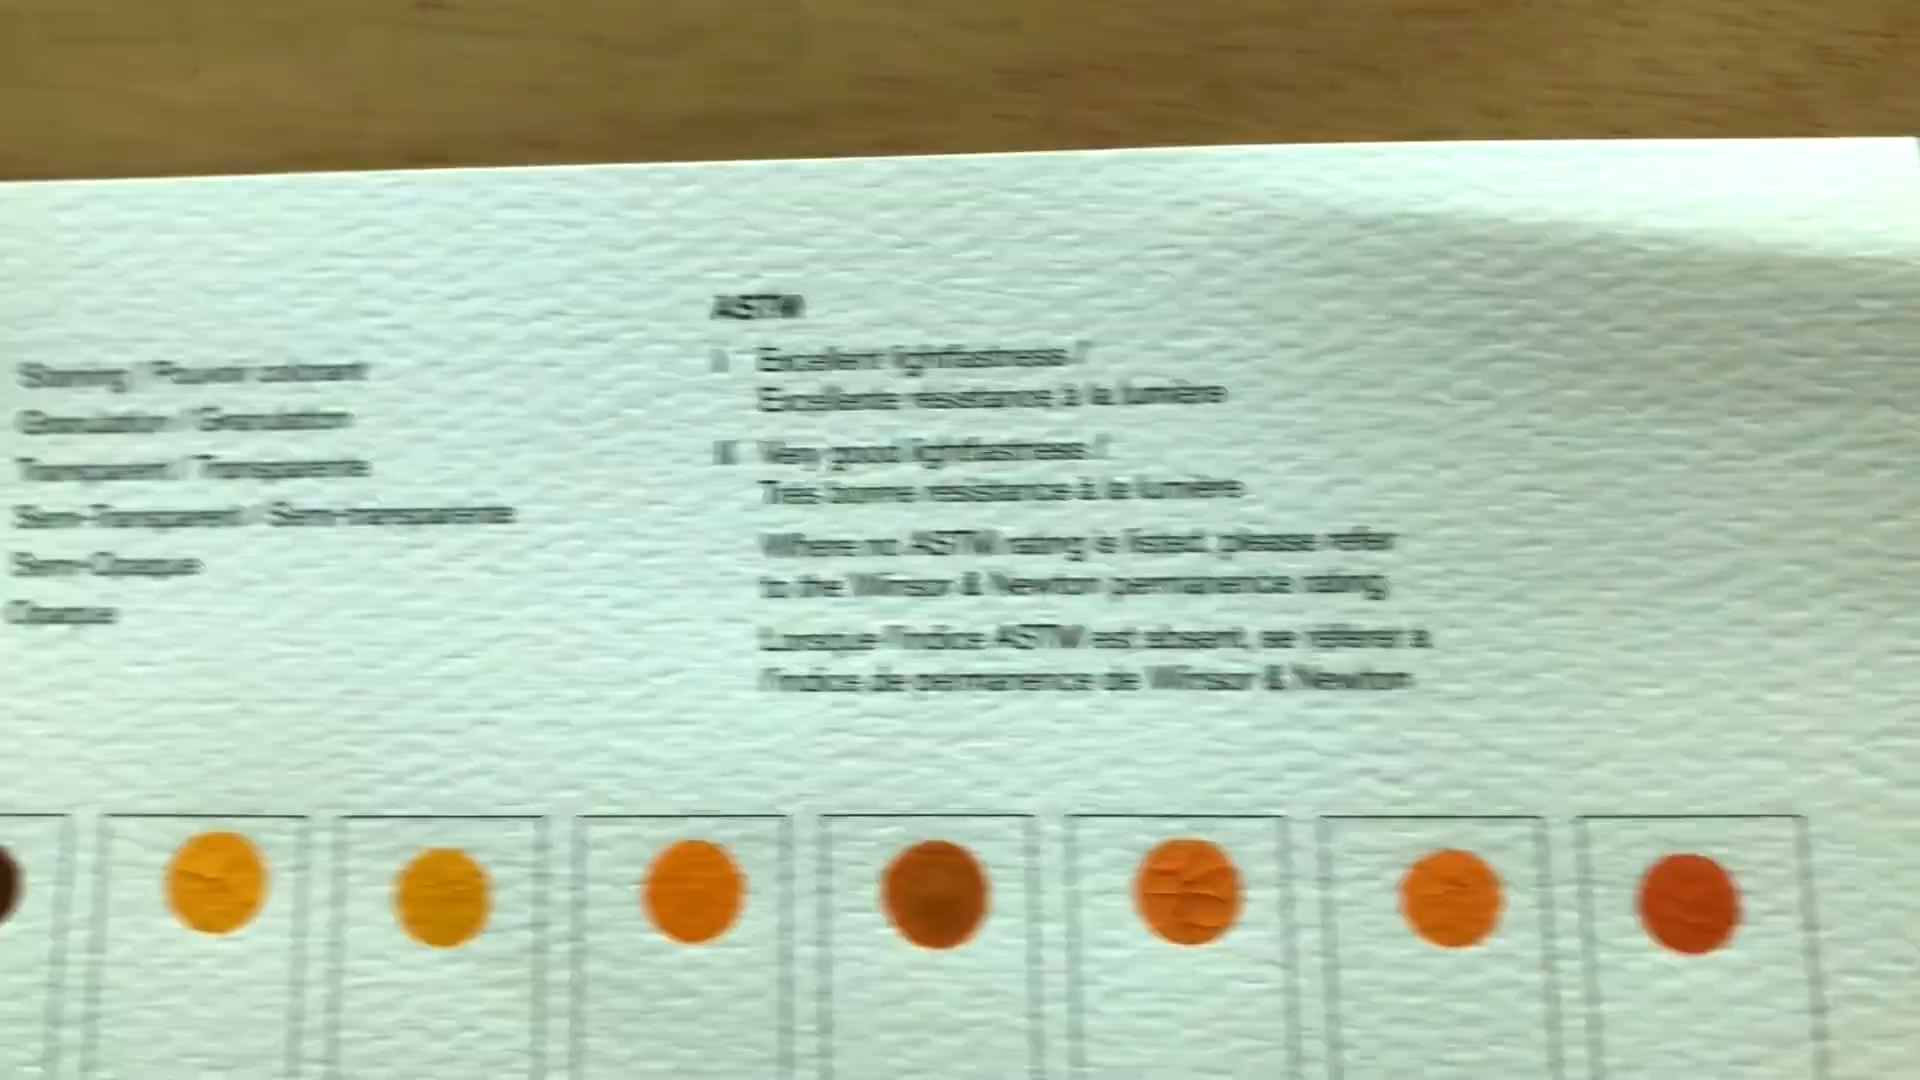 Staining / Pouvoir colorant
Granulation / Granulation
Transparent / Transparente
Semi-Transparent / Semi-transparente
Semi-Opaque
Opaque
ASTM
I Excellent lightfastness /
Excellente résistance à la lumière
II Very good lightfastness /
Très bonne résistance à la lumière
Where no ASTM rating is listed, please refer
to the Winsor & Newton permanence rating.
Lorsque l'indice ASTM est absent, se référer à
l'indice de permanence de Winsor & Newton